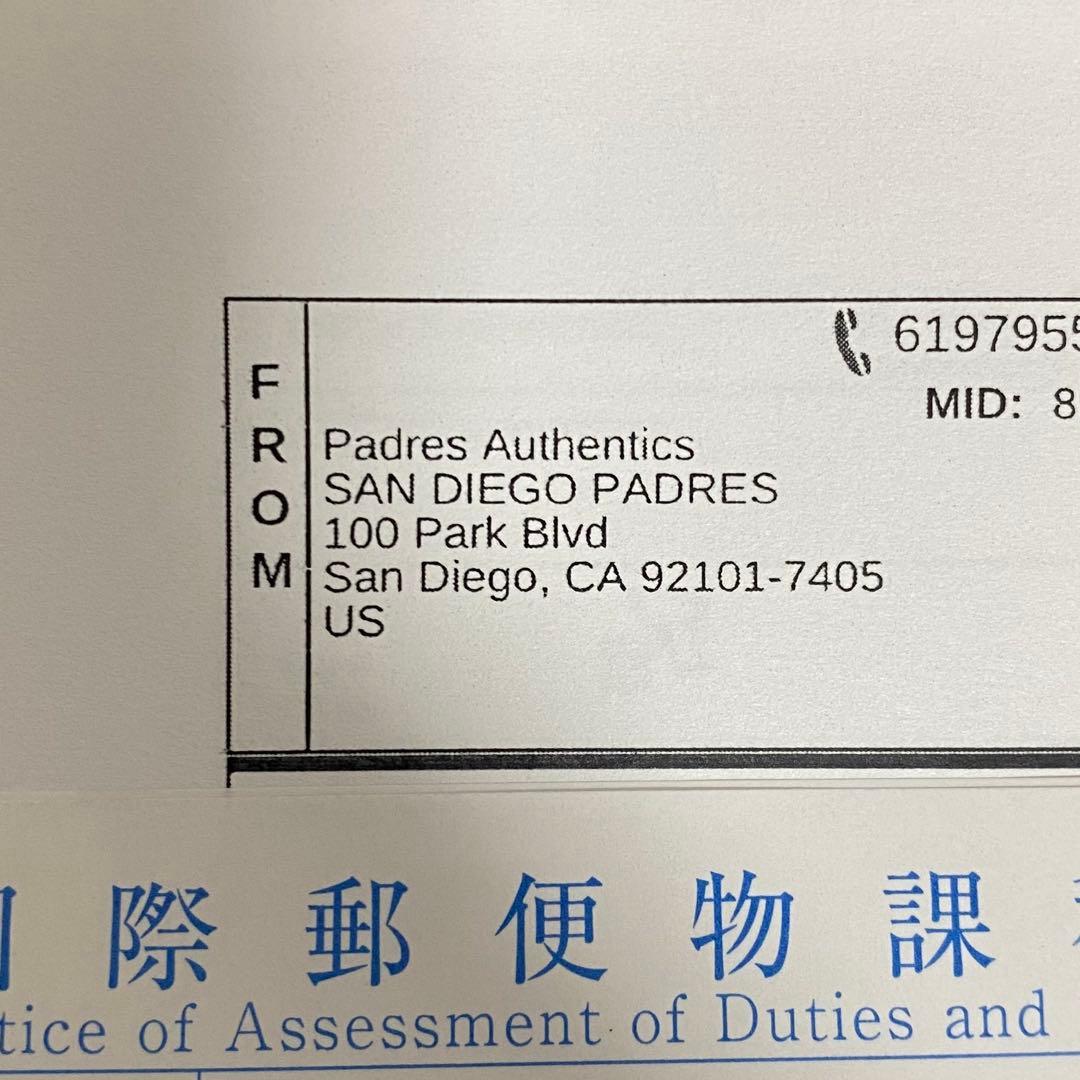 6197955
MID: 8
FROM
Padres Authentics
SAN DIEGO PADRES
100 Park Blvd
San Diego, CA 92101-7405
US
際郵便物課
of Assessment of Duties and